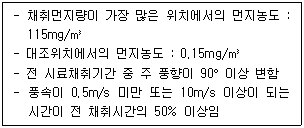 - 채취먼지량이 가장 많은 위치에서의 먼지농도 :
115mg/㎥
- 대조위치에서의 먼지농도 : 0.15mg/㎥
- 전 시료채취기간 중 주 풍향이 90° 이상 변함
- 풍속이 0.5m/s 미만 또는 10m/s 이상이 되는
시간이 전 채취시간의 50% 이상임